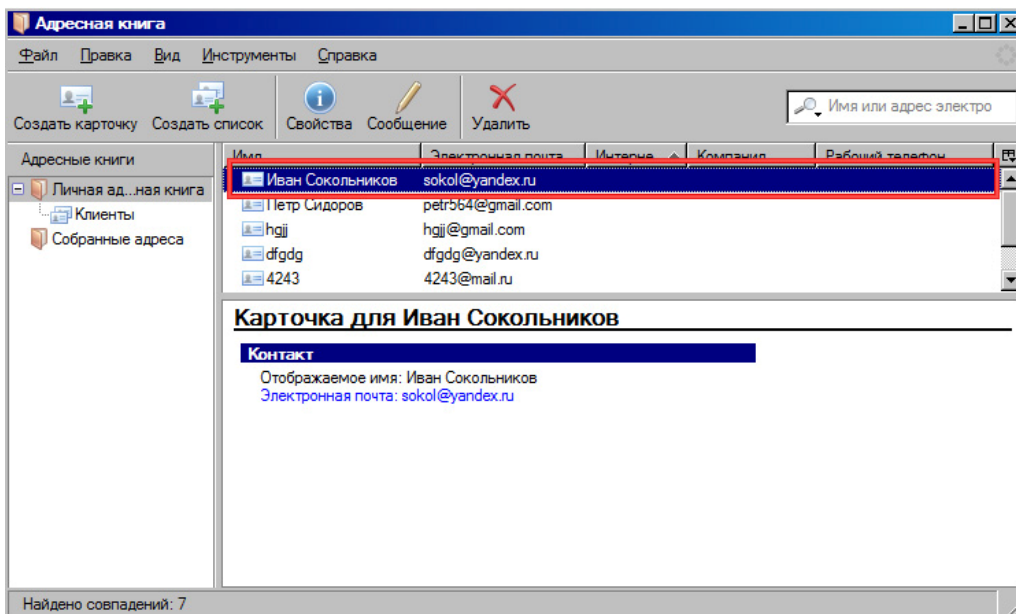 Адресная книга
Файл Правка Вид Инструменты Справка
Создать карточку Создать список Свойства Сообщение Удалить Имя или адрес электро
Адресные книги Имя Электронная почта Интерне Компания Рабочий телефон
Личная ад...ная книга Иван Сокольников sokol@yandex.ru
Клиенты Петр Сидоров petr564@gmail.com
hgjj hgjj@gmail.com
Собранные адреса dfgdg dfgdg@yandex.ru
4243 4243@mail.ru
Карточка для Иван Сокольников
Контакт
Отображаемое имя: Иван Сокольников
Электронная почта: sokol@yandex.ru
Найдено совпадений: 7